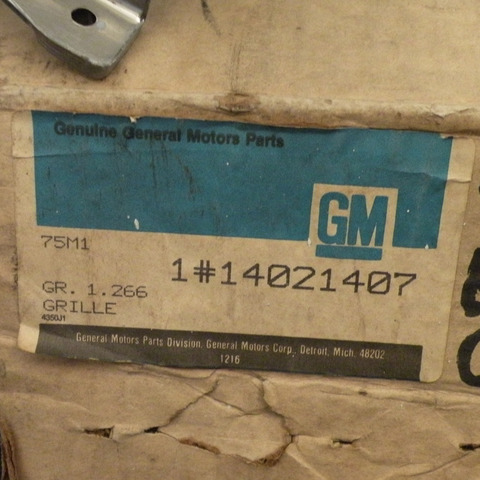 Genuine General Motors Parts
GM
75M1
1#14021407
GR. 1.266
GRILLE
4350J1
General Motors Parts Division, General Motors Corp., Detroit, Mich. 48202
1216